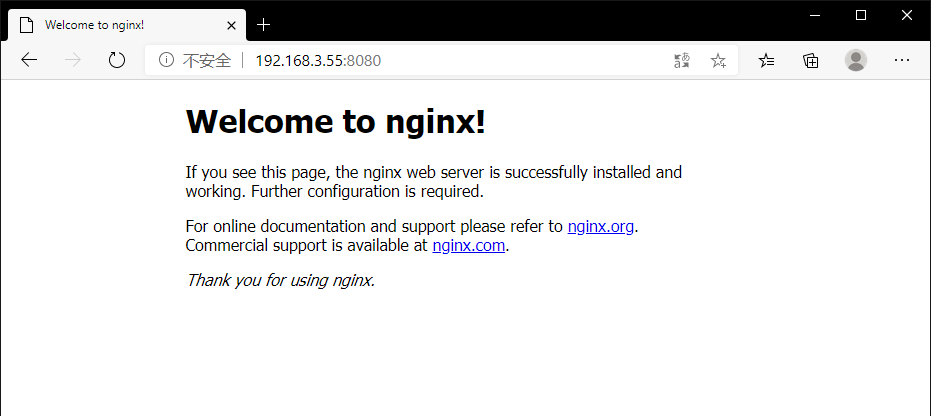 Welcome to nginx!
不安全 192.168.3.55:8080
Welcome to nginx!
If you see this page, the nginx web server is successfully installed and
working. Further configuration is required.
For online documentation and support please refer to nginx.org.
Commercial support is available at nginx.com.
Thank you for using nginx.